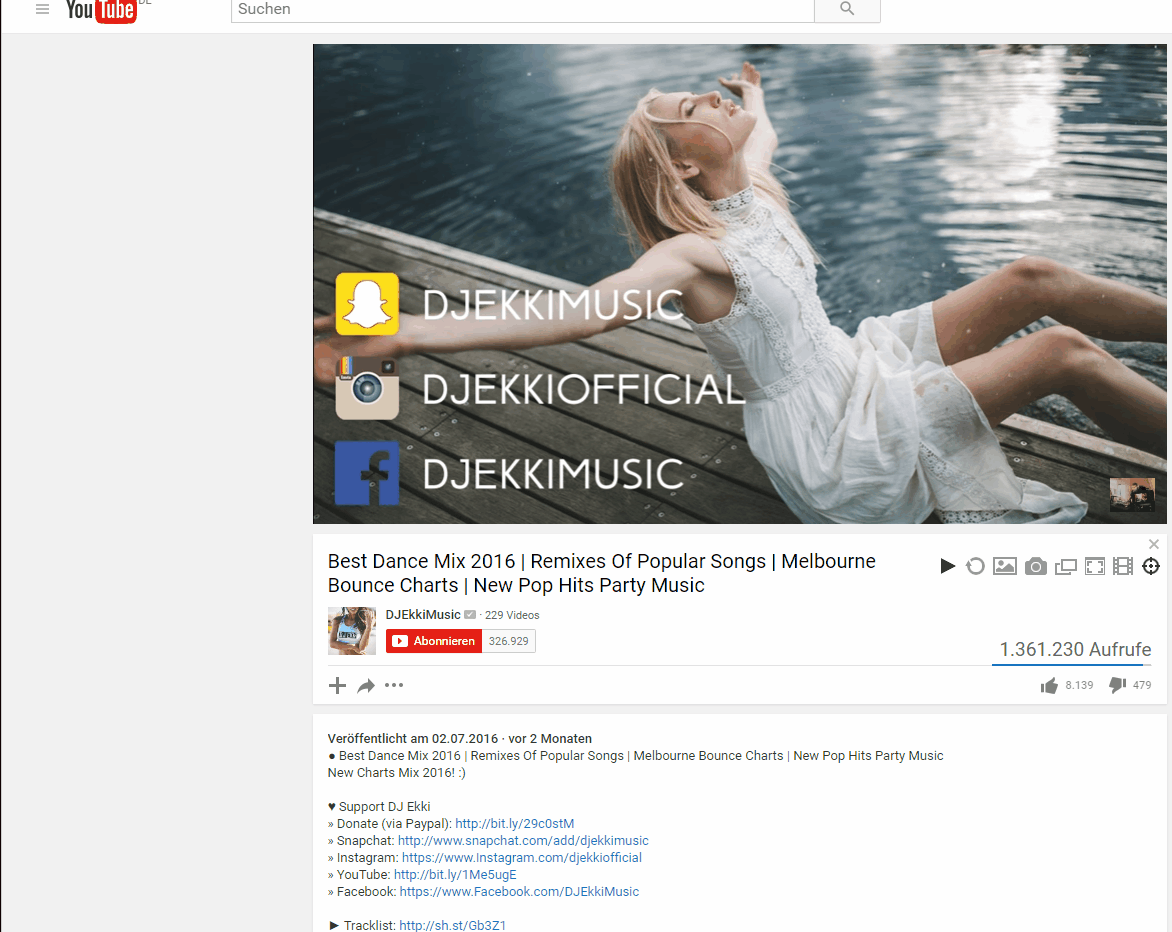 YouTube DE
Suchen
DJEKKIMUSIC
DJEKKIOFFICIAL
DJEKKIMUSIC
Best Dance Mix 2016 | Remixes Of Popular Songs | Melbourne
Bounce Charts | New Pop Hits Party Music
DJEkkiMusic · 229 Videos
Abonnieren 326.929
1.361.230 Aufrufe
8.139 479
Veröffentlicht am 02.07.2016 · vor 2 Monaten
● Best Dance Mix 2016 | Remixes Of Popular Songs | Melbourne Bounce Charts | New Pop Hits Party Music
New Charts Mix 2016! :)
♥ Support DJ Ekki
» Donate (via Paypal): http://bit.ly/29c0stM
» Snapchat: http://www.snapchat.com/add/djekkimusic
» Instagram: https://www.Instagram.com/djekkiofficial
» YouTube: http://bit.ly/1Me5ugE
» Facebook: https://www.Facebook.com/DJEkkiMusic
► Tracklist: http://sh.st/Gb3Z1